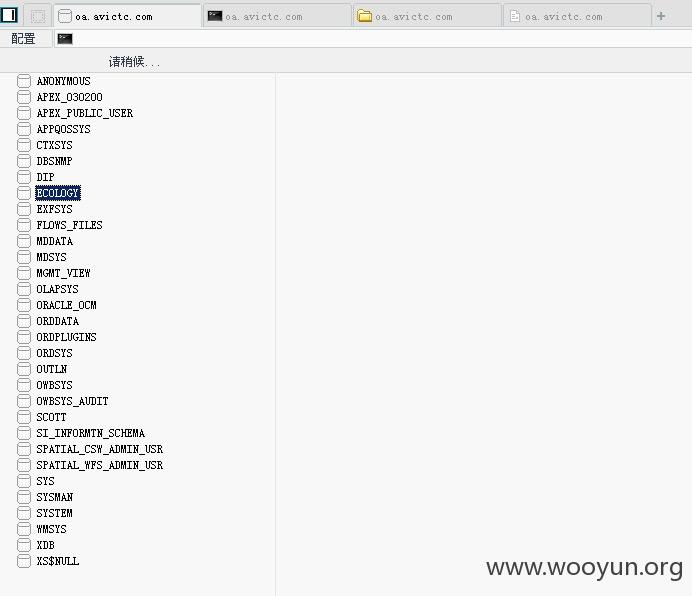 oa.avictc.com oa.avictc.com oa.avictc.com oa.avictc.com +
配置
请稍候...
ANONYMOUS
APEX_030200
APEX_PUBLIC_USER
APPQOSSYS
CTXSYS
DBSNMP
DIP
ECOLOGY
EXFSYS
FLOWS_FILES
MDDATA
MDSYS
MGMT_VIEW
OLAPSYS
ORACLE_OCM
ORDDATA
ORDPLUGINS
ORDSYS
OUTLN
OWBSYS
OWBSYS_AUDIT
SCOTT
SI_INFORMTN_SCHEMA
SPATIAL_CSW_ADMIN_USR
SPATIAL_WFS_ADMIN_USR
SYS
SYSMAN
SYSTEM
WMSYS
XDB
XS$NULL
www.wooyun.org